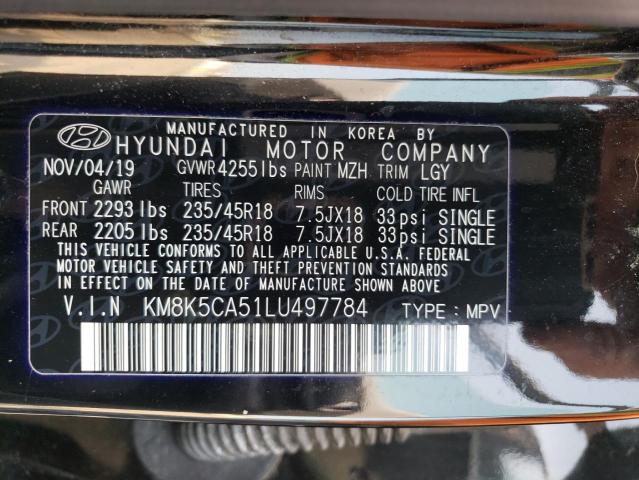 MANUFACTURED IN KOREA BY
HYUNDAI MOTOR COMPANY
NOV/04/19 GVWR 4255lbs PAINT MZH TRIM LGY
GAWR TIRES RIMS COLD TIRE INFL
FRONT 2293 lbs 235/45R18 7.5JX18 33psi SINGLE
REAR 2205 lbs 235/45R18 7.5JX18 33psi SINGLE
THIS VEHICLE CONFORMS TO ALL APPLICABLE U.S.A. FEDERAL
MOTOR VEHICLE SAFETY AND THEFT PREVENTION STANDARDS
IN EFFECT ON THE DATE OF MANUFACTURE SHOWN ABOVE.
V.I.N KM8K5CA51LU497784 TYPE : MPV